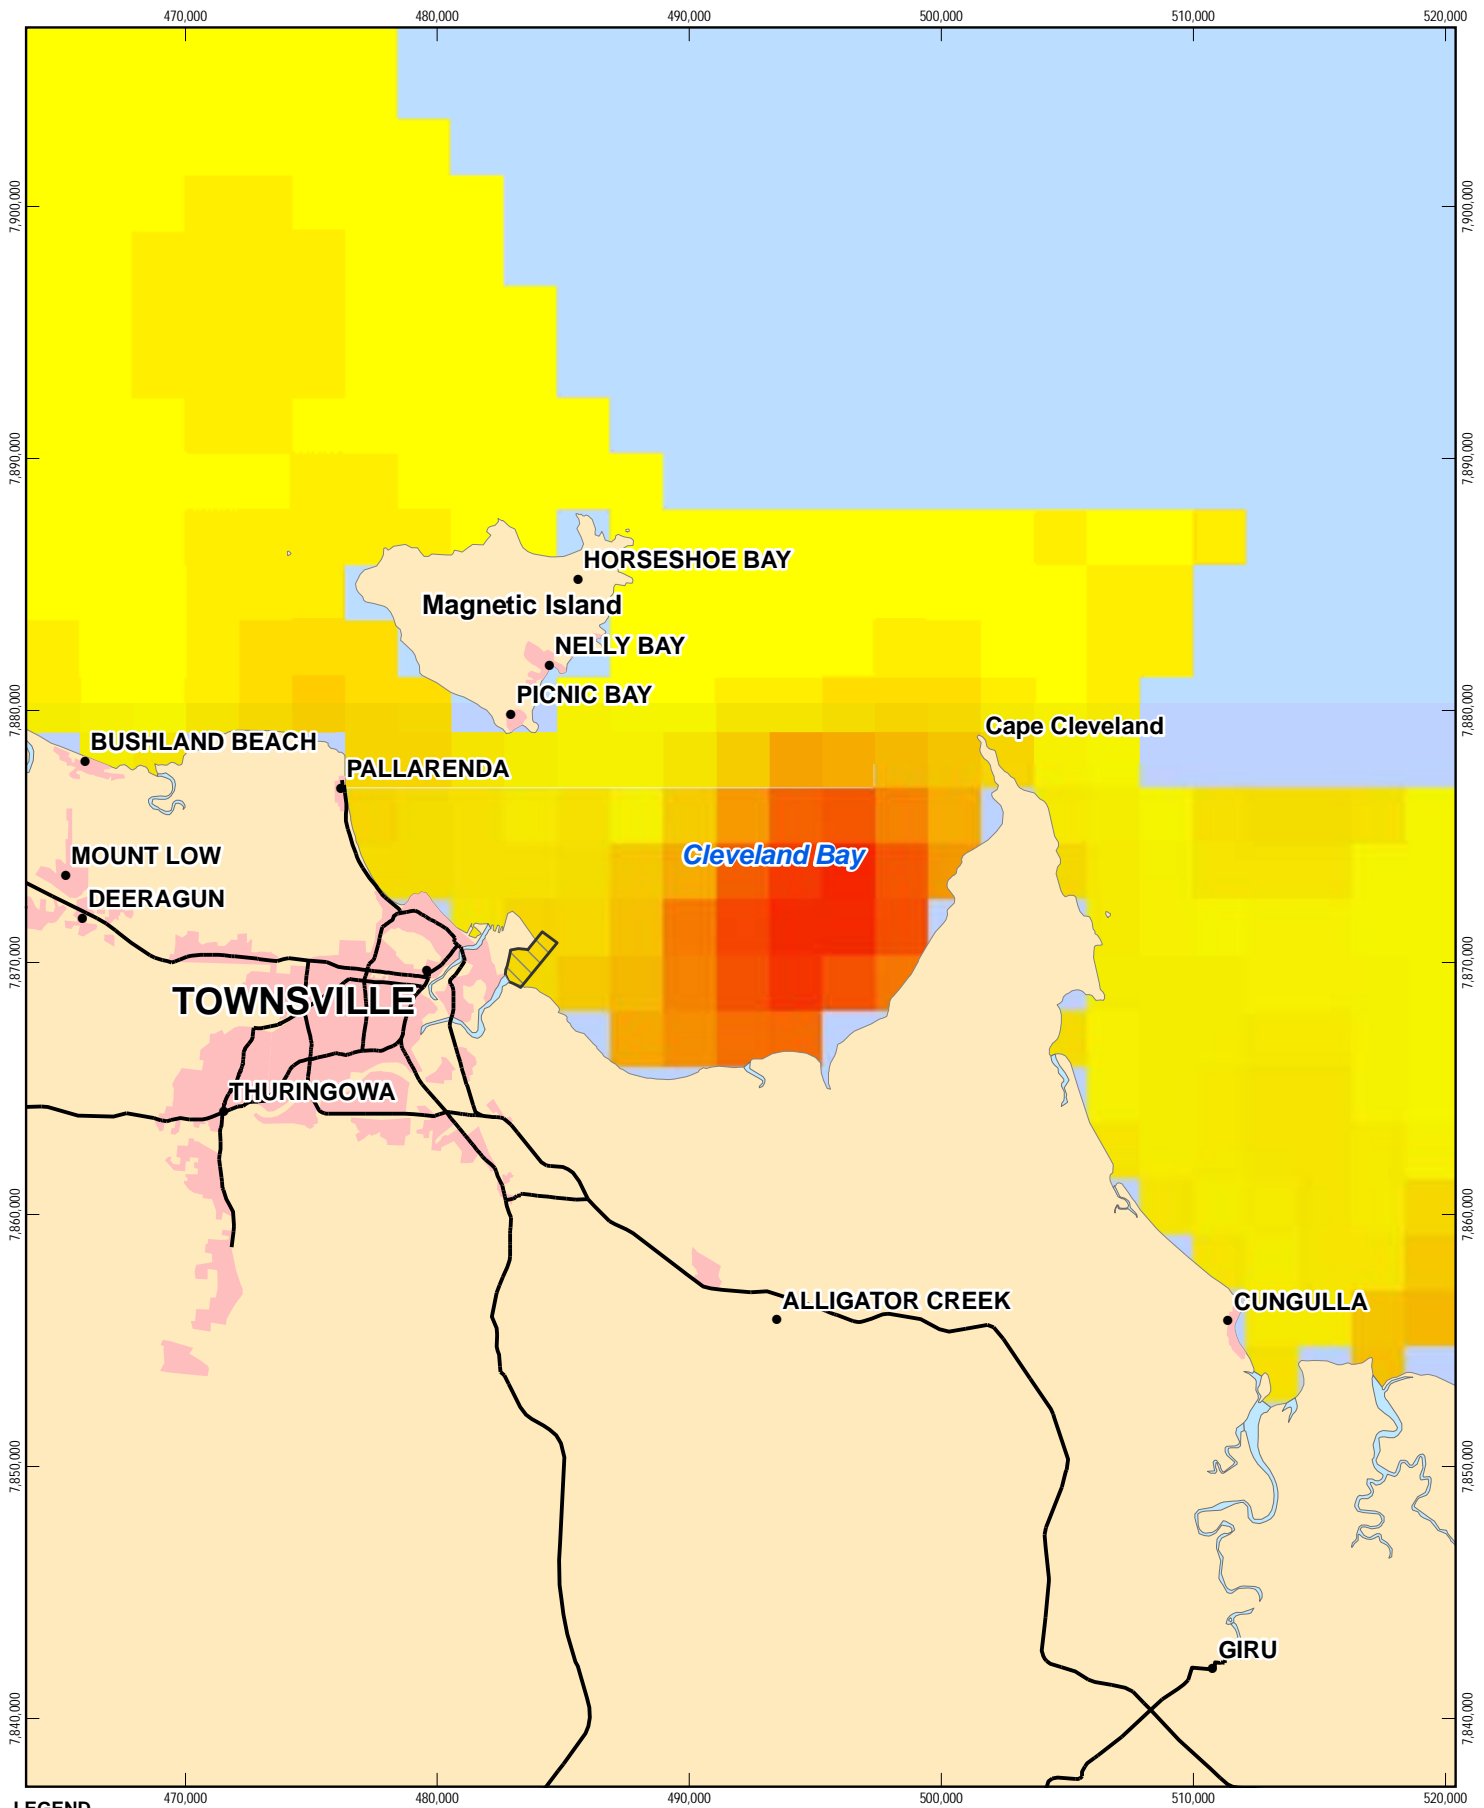 470,000 480,000 490,000 500,000 510,000 520,000
7,900,000 7,900,000
7,890,000 7,890,000
HORSESHOE BAY
Magnetic Island
NELLY BAY
PICNIC BAY
7,880,000 7,880,000
Cape Cleveland
BUSHLAND BEACH
PALLARENDA
MOUNT LOW
Cleveland Bay
DEERAGUN
7,870,000 7,870,000
TOWNSVILLE
THURINGOWA
7,860,000 7,860,000
ALLIGATOR CREEK
CUNGULLA
7,850,000 7,850,000
GIRU
7,840,000 7,840,000
470,000 480,000 490,000 500,000 510,000 520,000
LEGEND